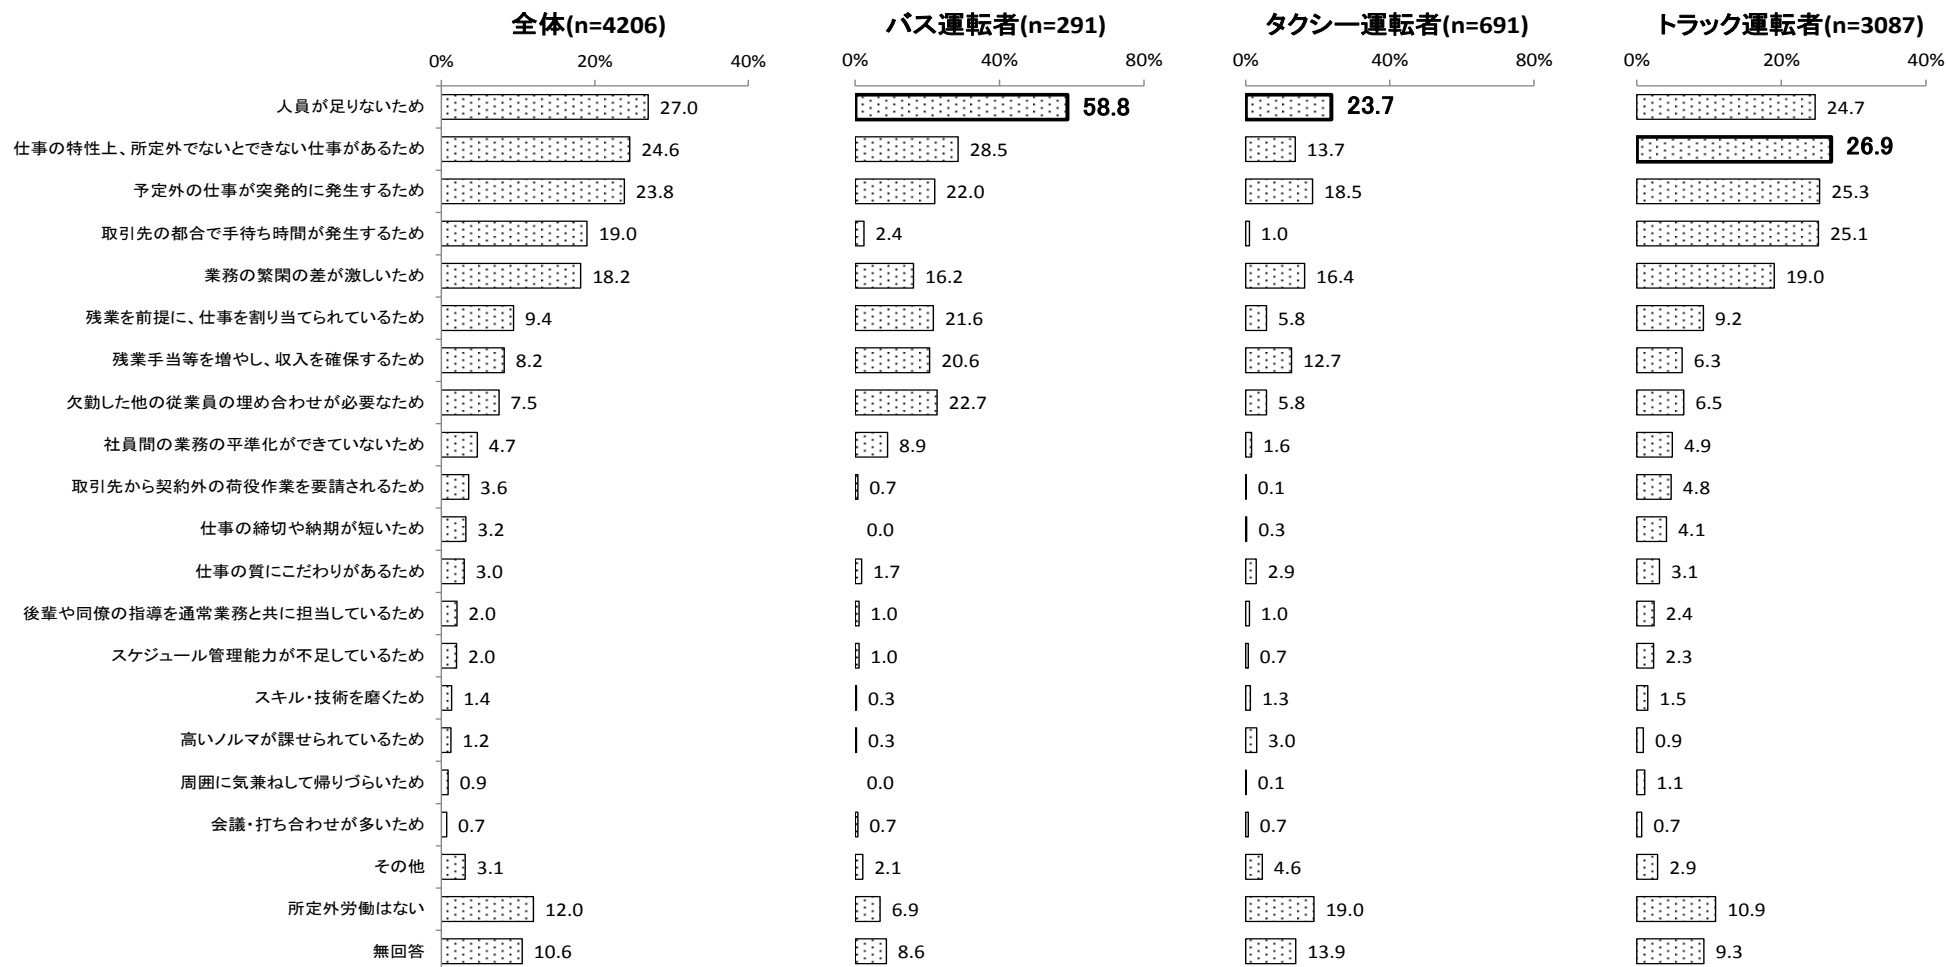 全体(n=4206) バス運転者(n=291) タクシー運転者(n=691) トラック運転者(n=3087)
0% 20% 40% 0% 40% 80% 0% 40% 80% 0% 20% 40%
人員が足りないため 27.0 58.8 23.7 24.7
仕事の特性上、所定外でないとできない仕事があるため 24.6 28.5 13.7 26.9
予定外の仕事が突発的に発生するため 23.8 22.0 18.5 25.3
取引先の都合で手待ち時間が発生するため 19.0 2.4 1.0 25.1
業務の繁閑の差が激しいため 18.2 16.2 16.4 19.0
残業を前提に、仕事を割り当てられているため 9.4 21.6 5.8 9.2
残業手当等を増やし、収入を確保するため 8.2 20.6 12.7 6.3
欠勤した他の従業員の埋め合わせが必要なため 7.5 22.7 5.8 6.5
社員間の業務の平準化ができていないため 4.7 8.9 1.6 4.9
取引先から契約外の荷役作業を要請されるため 3.6 0.7 0.1 4.8
仕事の締切や納期が短いため 3.2 0.0 0.3 4.1
仕事の質にこだわりがあるため 3.0 1.7 2.9 3.1
後輩や同僚の指導を通常業務と共に担当しているため 2.0 1.0 1.0 2.4
スケジュール管理能力が不足しているため 2.0 1.0 0.7 2.3
スキル・技術を磨くため 1.4 0.3 1.3 1.5
高いノルマが課せられているため 1.2 0.3 3.0 0.9
周囲に気兼ねして帰りづらいため 0.9 0.0 0.1 1.1
会議・打ち合わせが多いため 0.7 0.7 0.7 0.7
その他 3.1 2.1 4.6 2.9
所定外労働はない 12.0 6.9 19.0 10.9
無回答 10.6 8.6 13.9 9.3